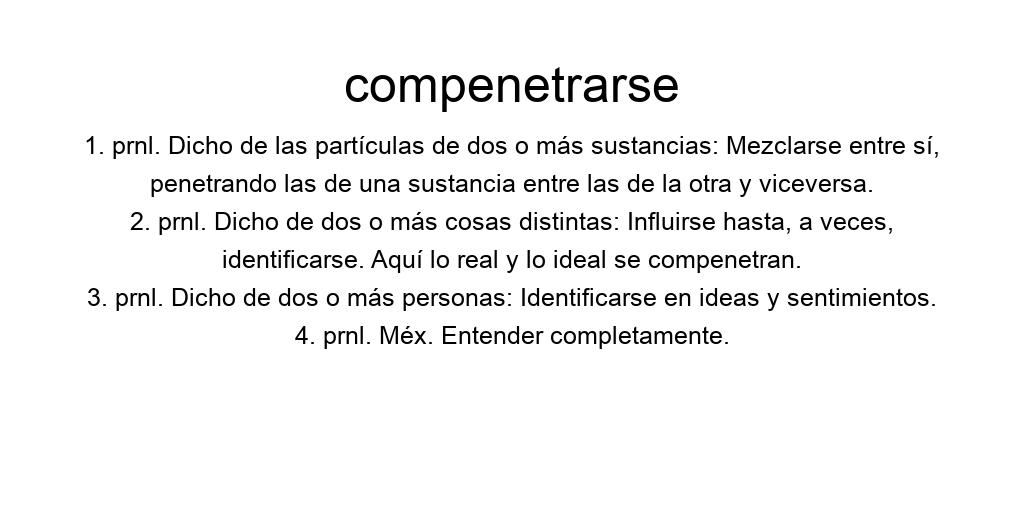 compenetrarse
1. prnl. Dicho de las partículas de dos o más sustancias: Mezclarse entre sí,
penetrando las de una sustancia entre las de la otra y viceversa.
2. prnl. Dicho de dos o más cosas distintas: Influirse hasta, a veces,
identificarse. Aquí lo real y lo ideal se compenetran.
3. prnl. Dicho de dos o más personas: Identificarse en ideas y sentimientos.
4. prnl. Méx. Entender completamente.